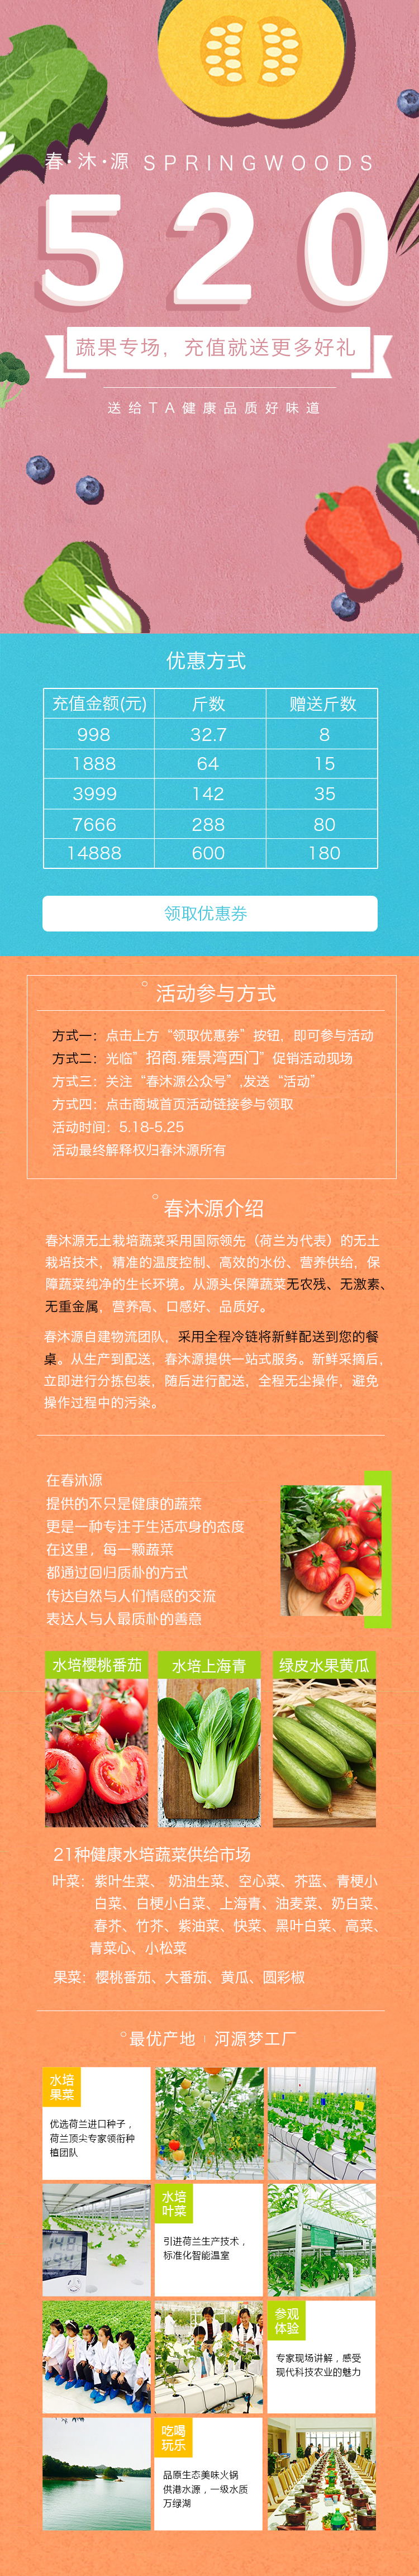 春·沐·源 SPRINGWOODS
520
蔬果专场，充值就送更多好礼
送给TA健康品质好味道
优惠方式
充值金额(元) 斤数 赠送斤数
998 32.7 8
1888 64 15
3999 142 35
7666 288 80
14888 600 180
领取优惠券
活动参与方式
方式一：点击上方“领取优惠券”按钮，即可参与活动
方式二：光临”招商.雍景湾西门”促销活动现场
方式三：关注“春沐源公众号”,发送“活动”
方式四：点击商城首页活动链接参与领取
活动时间：5.18-5.25
活动最终解释权归春沐源所有
春沐源介绍
春沐源无土栽培蔬菜采用国际领先（荷兰为代表）的无土
栽培技术，精准的温度控制、高效的水份、营养供给，保
障蔬菜纯净的生长环境。从源头保障蔬菜无农残、无激素、
无重金属，营养高、口感好、品质好。
春沐源自建物流团队，采用全程冷链将新鲜配送到您的餐
桌。从生产到配送，春沐源提供一站式服务。新鲜采摘后，
立即进行分拣包装，随后进行配送，全程无尘操作，避免
操作过程中的污染。
在春沐源
提供的不只是健康的蔬菜
更是一种专注于生活本身的态度
在这里，每一颗蔬菜
都通过回归质朴的方式
传达自然与人们情感的交流
表达人与人最质朴的善意
水培樱桃番茄 水培上海青 绿皮水果黄瓜
21种健康水培蔬菜供给市场
叶菜：紫叶生菜、奶油生菜、空心菜、芥蓝、青梗小
白菜、白梗小白菜、上海青、油麦菜、奶白菜、
春芥、竹芥、紫油菜、快菜、黑叶白菜、高菜、
青菜心、小松菜
果菜：樱桃番茄、大番茄、黄瓜、圆彩椒
最优产地 | 河源梦工厂
水培
果菜
优选荷兰进口种子，
荷兰顶尖专家领衔种
植团队
水培
叶菜
引进荷兰生产技术，
标准化智能温室
参观
体验
专家现场讲解，感受
现代科技农业的魅力
吃喝
玩乐
品原生态美味火锅
供港水源，一级水质
万绿湖